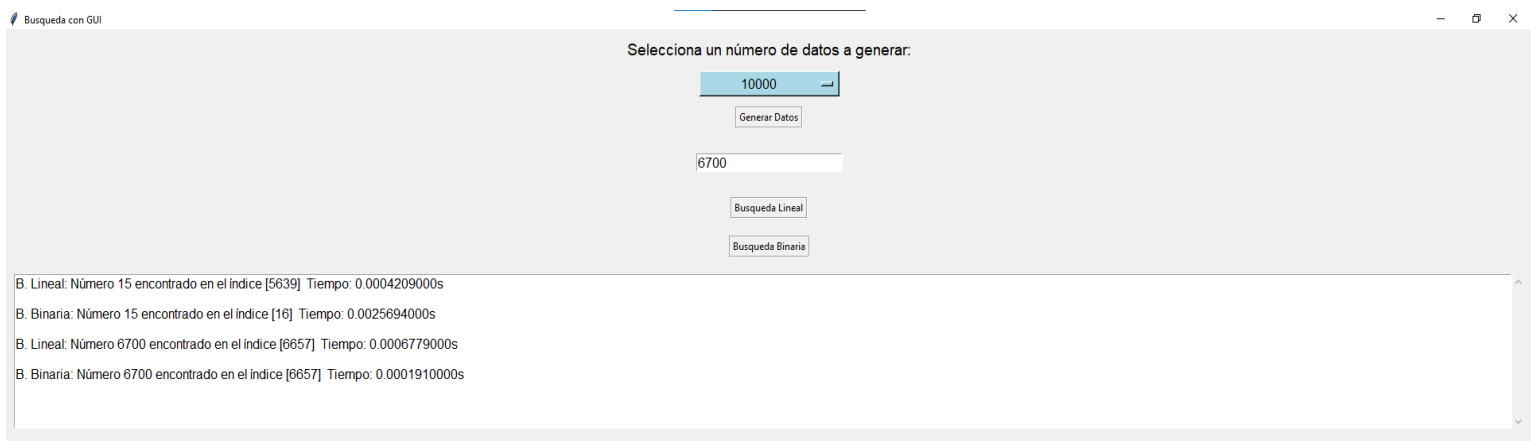 Busqueda con GUI
Selecciona un número de datos a generar:
10000
Generar Datos
6700
Busqueda Lineal
Busqueda Binaria
B. Lineal: Número 15 encontrado en el índice [5639] Tiempo: 0.0004209000s
B. Binaria: Número 15 encontrado en el índice [16] Tiempo: 0.0025694000s
B. Lineal: Número 6700 encontrado en el índice [6657] Tiempo: 0.0006779000s
B. Binaria: Número 6700 encontrado en el índice [6657] Tiempo: 0.0001910000s